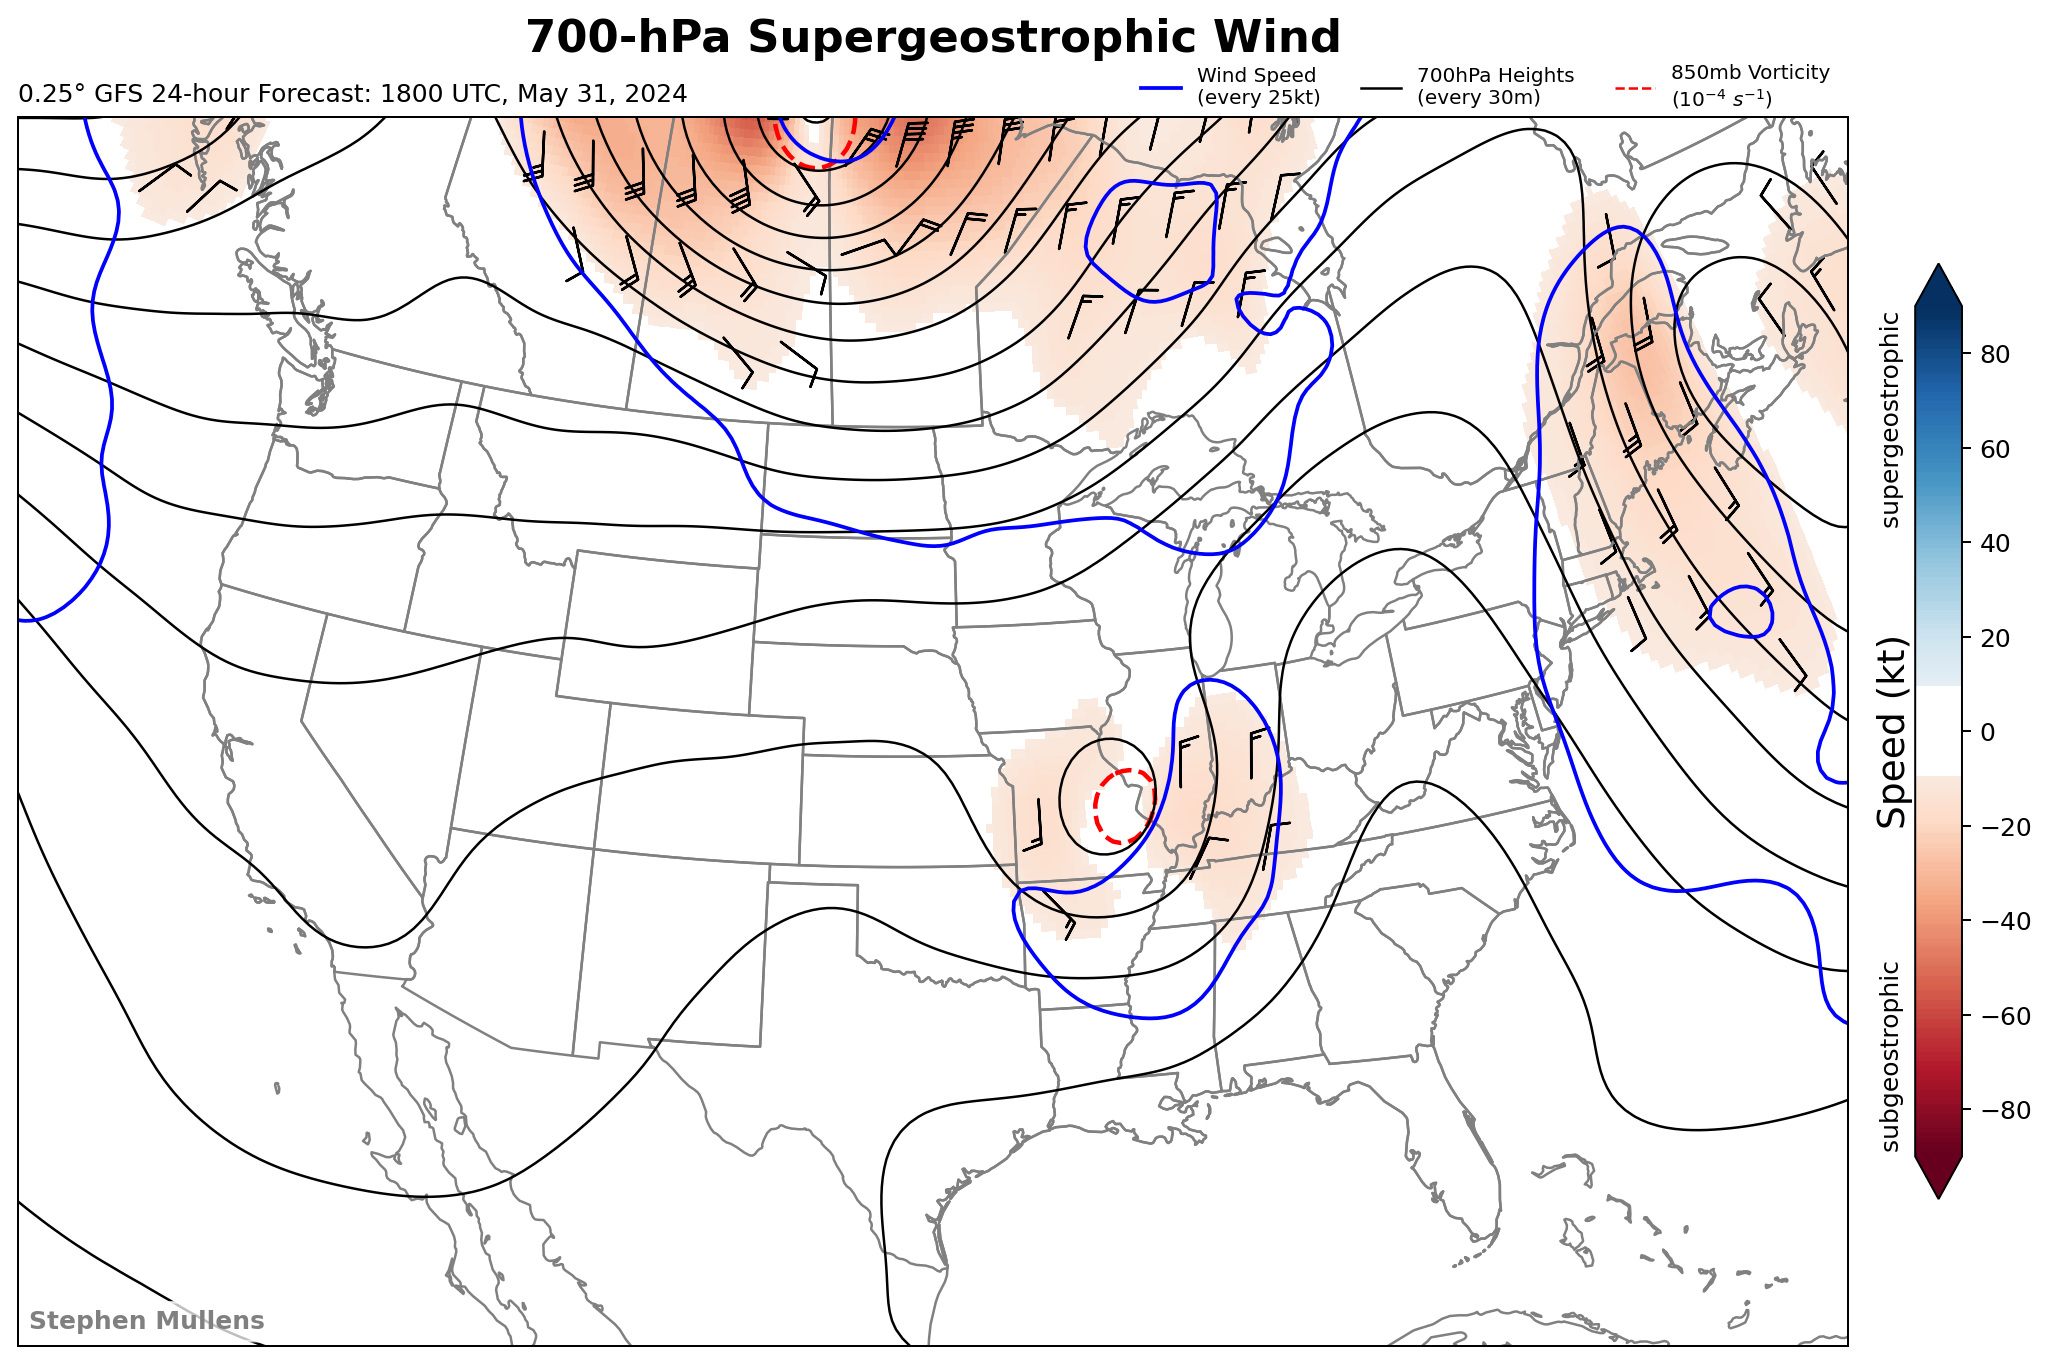 700-hPa Supergeostrophic Wind
0.25° GFS 24-hour Forecast: 1800 UTC, May 31, 2024
Wind Speed
(every 25kt)
700hPa Heights
(every 30m)
850mb Vorticity
(10⁻⁴ s⁻¹)
supergeostrophic
Speed (kt)
subgeostrophic
80
60
40
20
0
−20
−40
−60
−80
Stephen Mullens